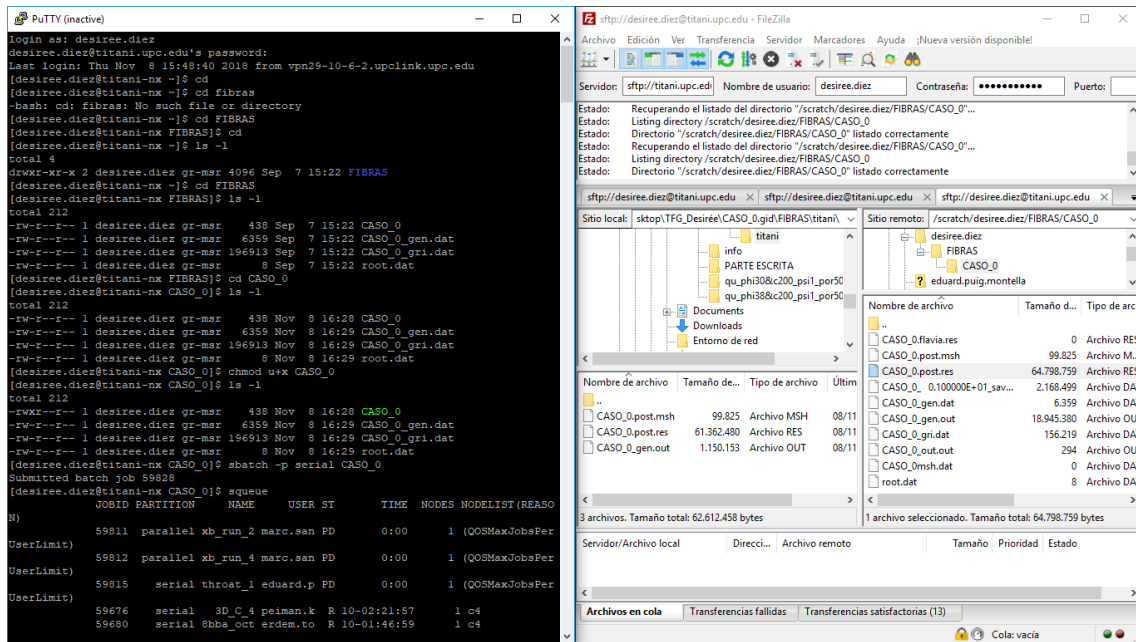 PuTTY (inactive)
login as: desiree.diez
desiree.diez@titani.upc.edu's password:
Last login: Thu Nov  8 15:48:40 2018 from vpn29-10-6-2.upclink.upc.edu
[desiree.diez@titani-nx ~]$ cd
[desiree.diez@titani-nx ~]$ cd fibras
-bash: cd: fibras: No such file or directory
[desiree.diez@titani-nx ~]$ cd FIBRAS
[desiree.diez@titani-nx FIBRAS]$ cd
[desiree.diez@titani-nx ~]$ ls -l
total 4
drwxr-xr-x 2 desiree.diez gr-msr 4096 Sep  7 15:22 FIBRAS
[desiree.diez@titani-nx ~]$ cd FIBRAS
[desiree.diez@titani-nx FIBRAS]$ ls -l
total 212
-rw-r--r-- 1 desiree.diez gr-msr    438 Sep  7 15:22 CASO_0
-rw-r--r-- 1 desiree.diez gr-msr   6359 Sep  7 15:22 CASO_0_gen.dat
-rw-r--r-- 1 desiree.diez gr-msr 196913 Sep  7 15:22 CASO_0_gri.dat
-rw-r--r-- 1 desiree.diez gr-msr      8 Sep  7 15:22 root.dat
[desiree.diez@titani-nx FIBRAS]$ cd CASO_0
[desiree.diez@titani-nx CASO_0]$ ls -l
total 212
-rw-r--r-- 1 desiree.diez gr-msr    438 Nov  8 16:28 CASO_0
-rw-r--r-- 1 desiree.diez gr-msr   6359 Nov  8 16:29 CASO_0_gen.dat
-rw-r--r-- 1 desiree.diez gr-msr 196913 Nov  8 16:29 CASO_0_gri.dat
-rw-r--r-- 1 desiree.diez gr-msr      8 Nov  8 16:29 root.dat
[desiree.diez@titani-nx CASO_0]$ chmod u+x CASO_0
[desiree.diez@titani-nx CASO_0]$ ls -l
total 212
-rwxr--r-- 1 desiree.diez gr-msr    438 Nov  8 16:28 CASO_0
-rw-r--r-- 1 desiree.diez gr-msr   6359 Nov  8 16:29 CASO_0_gen.dat
-rw-r--r-- 1 desiree.diez gr-msr 196913 Nov  8 16:29 CASO_0_gri.dat
-rw-r--r-- 1 desiree.diez gr-msr      8 Nov  8 16:29 root.dat
[desiree.diez@titani-nx CASO_0]$ sbatch -p serial CASO_0
Submitted batch job 59828
[desiree.diez@titani-nx CASO_0]$ squeue
JOBID PARTITION     NAME     USER ST       TIME  NODES NODELIST(REASO
N)
59811  parallel xb_run_2 marc.san PD       0:00      1 (QOSMaxJobsPer
UserLimit)
59812  parallel xb_run_4 marc.san PD       0:00      1 (QOSMaxJobsPer
UserLimit)
59815    serial throat_1 eduard.p PD       0:00      1 (QOSMaxJobsPer
UserLimit)
59676    serial   3D_C_4 peiman.k  R 10-02:21:57      1 c4
59680    serial 8bba_oct erdem.to  R 10-01:46:59      1 c4
sftp://desiree.diez@titani.upc.edu - FileZilla
Archivo Edición Ver Transferencia Servidor Marcadores Ayuda ¡Nueva versión disponible!
Servidor: sftp://titani.upc.edu Nombre de usuario: desiree.diez Contraseña: ●●●●●●●●●●● Puerto:
Estado: Recuperando el listado del directorio "/scratch/desiree.diez/FIBRAS/CASO_0"...
Estado: Listing directory /scratch/desiree.diez/FIBRAS/CASO_0
Estado: Directorio "/scratch/desiree.diez/FIBRAS/CASO_0" listado correctamente
Estado: Recuperando el listado del directorio "/scratch/desiree.diez/FIBRAS/CASO_0"...
Estado: Listing directory /scratch/desiree.diez/FIBRAS/CASO_0
Estado: Directorio "/scratch/desiree.diez/FIBRAS/CASO_0" listado correctamente
sftp://desiree.diez@titani.upc.edu sftp://desiree.diez@titani.upc.edu sftp://desiree.diez@titani.upc.edu
Sitio local: sktop\TFG_Desirée\CASO_0.gid\FIBRAS\titani\
titani
info
PARTE ESCRITA
qu_phi30&c200_psi1_por50
qu_phi38&c200_psi1_por50
Documents
Downloads
Entorno de red
Nombre de archivo Tamaño de... Tipo de archivo Últim
..
CASO_0.post.msh 99.825 Archivo MSH 08/11
CASO_0.post.res 61.362.480 Archivo RES 08/11
CASO_0_gen.out 1.150.153 Archivo OUT 08/11
3 archivos. Tamaño total: 62.612.458 bytes
Sitio remoto: /scratch/desiree.diez/FIBRAS/CASO_0
desiree.diez
FIBRAS
CASO_0
eduard.puig.montella
Nombre de archivo Tamaño d... Tipo de arc
..
CASO_0.flavia.res 0 Archivo RES
CASO_0.post.msh 99.825 Archivo M...
CASO_0.post.res 64.798.759 Archivo RES
CASO_0_ 0.100000E+01_sav... 2.168.499 Archivo DA
CASO_0_gen.dat 6.359 Archivo DA
CASO_0_gen.out 18.945.380 Archivo OU
CASO_0_gri.dat 156.219 Archivo DA
CASO_0_out.out 294 Archivo OU
CASO_0msh.dat 0 Archivo DA
root.dat 8 Archivo DA
1 archivo seleccionado. Tamaño total: 64.798.759 bytes
Servidor/Archivo local Direcci... Archivo remoto Tamaño Prioridad Estado
Archivos en cola Transferencias fallidas Transferencias satisfactorias (13)
Cola: vacía